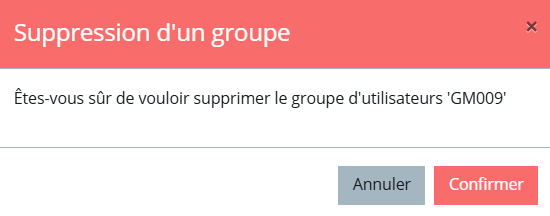 Suppression d'un groupe
×
Êtes-vous sûr de vouloir supprimer le groupe d'utilisateurs 'GM009'
Annuler Confirmer